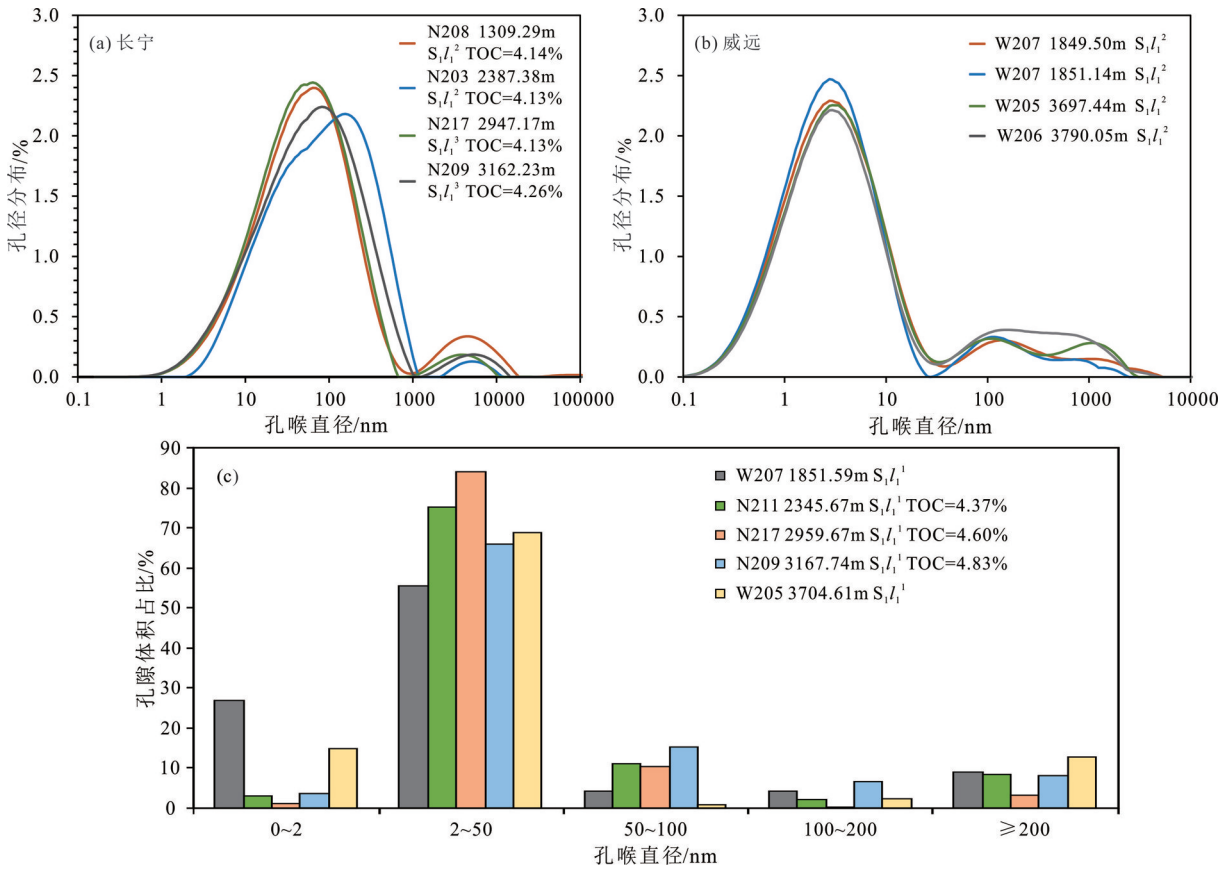 (a) 长宁
孔径分布/%
3.0
2.5
2.0
1.5
1.0
0.5
0.0
N208 1309.29m
S₁l₁² TOC=4.14%
N203 2387.38m
S₁l₁² TOC=4.13%
N217 2947.17m
S₁l₁³ TOC=4.13%
N209 3162.23m
S₁l₁³ TOC=4.26%
0.1 1 10 100 1000 10000 100000
孔喉直径/nm
(b) 威远
孔径分布/%
3.0
2.5
2.0
1.5
1.0
0.5
0.0
W207 1849.50m S₁l₁²
W207 1851.14m S₁l₁²
W205 3697.44m S₁l₁²
W206 3790.05m S₁l₁²
0.1 1 10 100 1000 10000
孔喉直径/nm
(c)
孔隙体积占比/%
90
80
70
60
50
40
30
20
10
0
W207 1851.59m S₁l₁¹
N211 2345.67m S₁l₁¹ TOC=4.37%
N217 2959.67m S₁l₁¹ TOC=4.60%
N209 3167.74m S₁l₁¹ TOC=4.83%
W205 3704.61m S₁l₁¹
0~2 2~50 50~100 100~200 ≥200
孔喉直径/nm